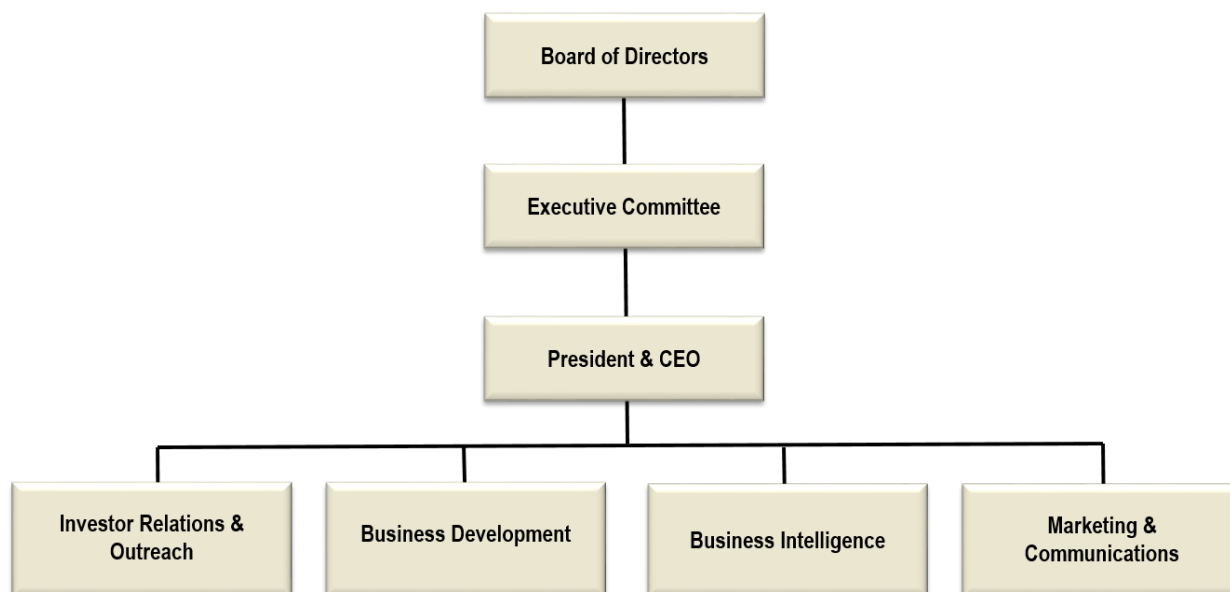 Board of Directors
Executive Committee
President & CEO
Investor Relations &
Outreach
Business Development
Business Intelligence
Marketing &
Communications